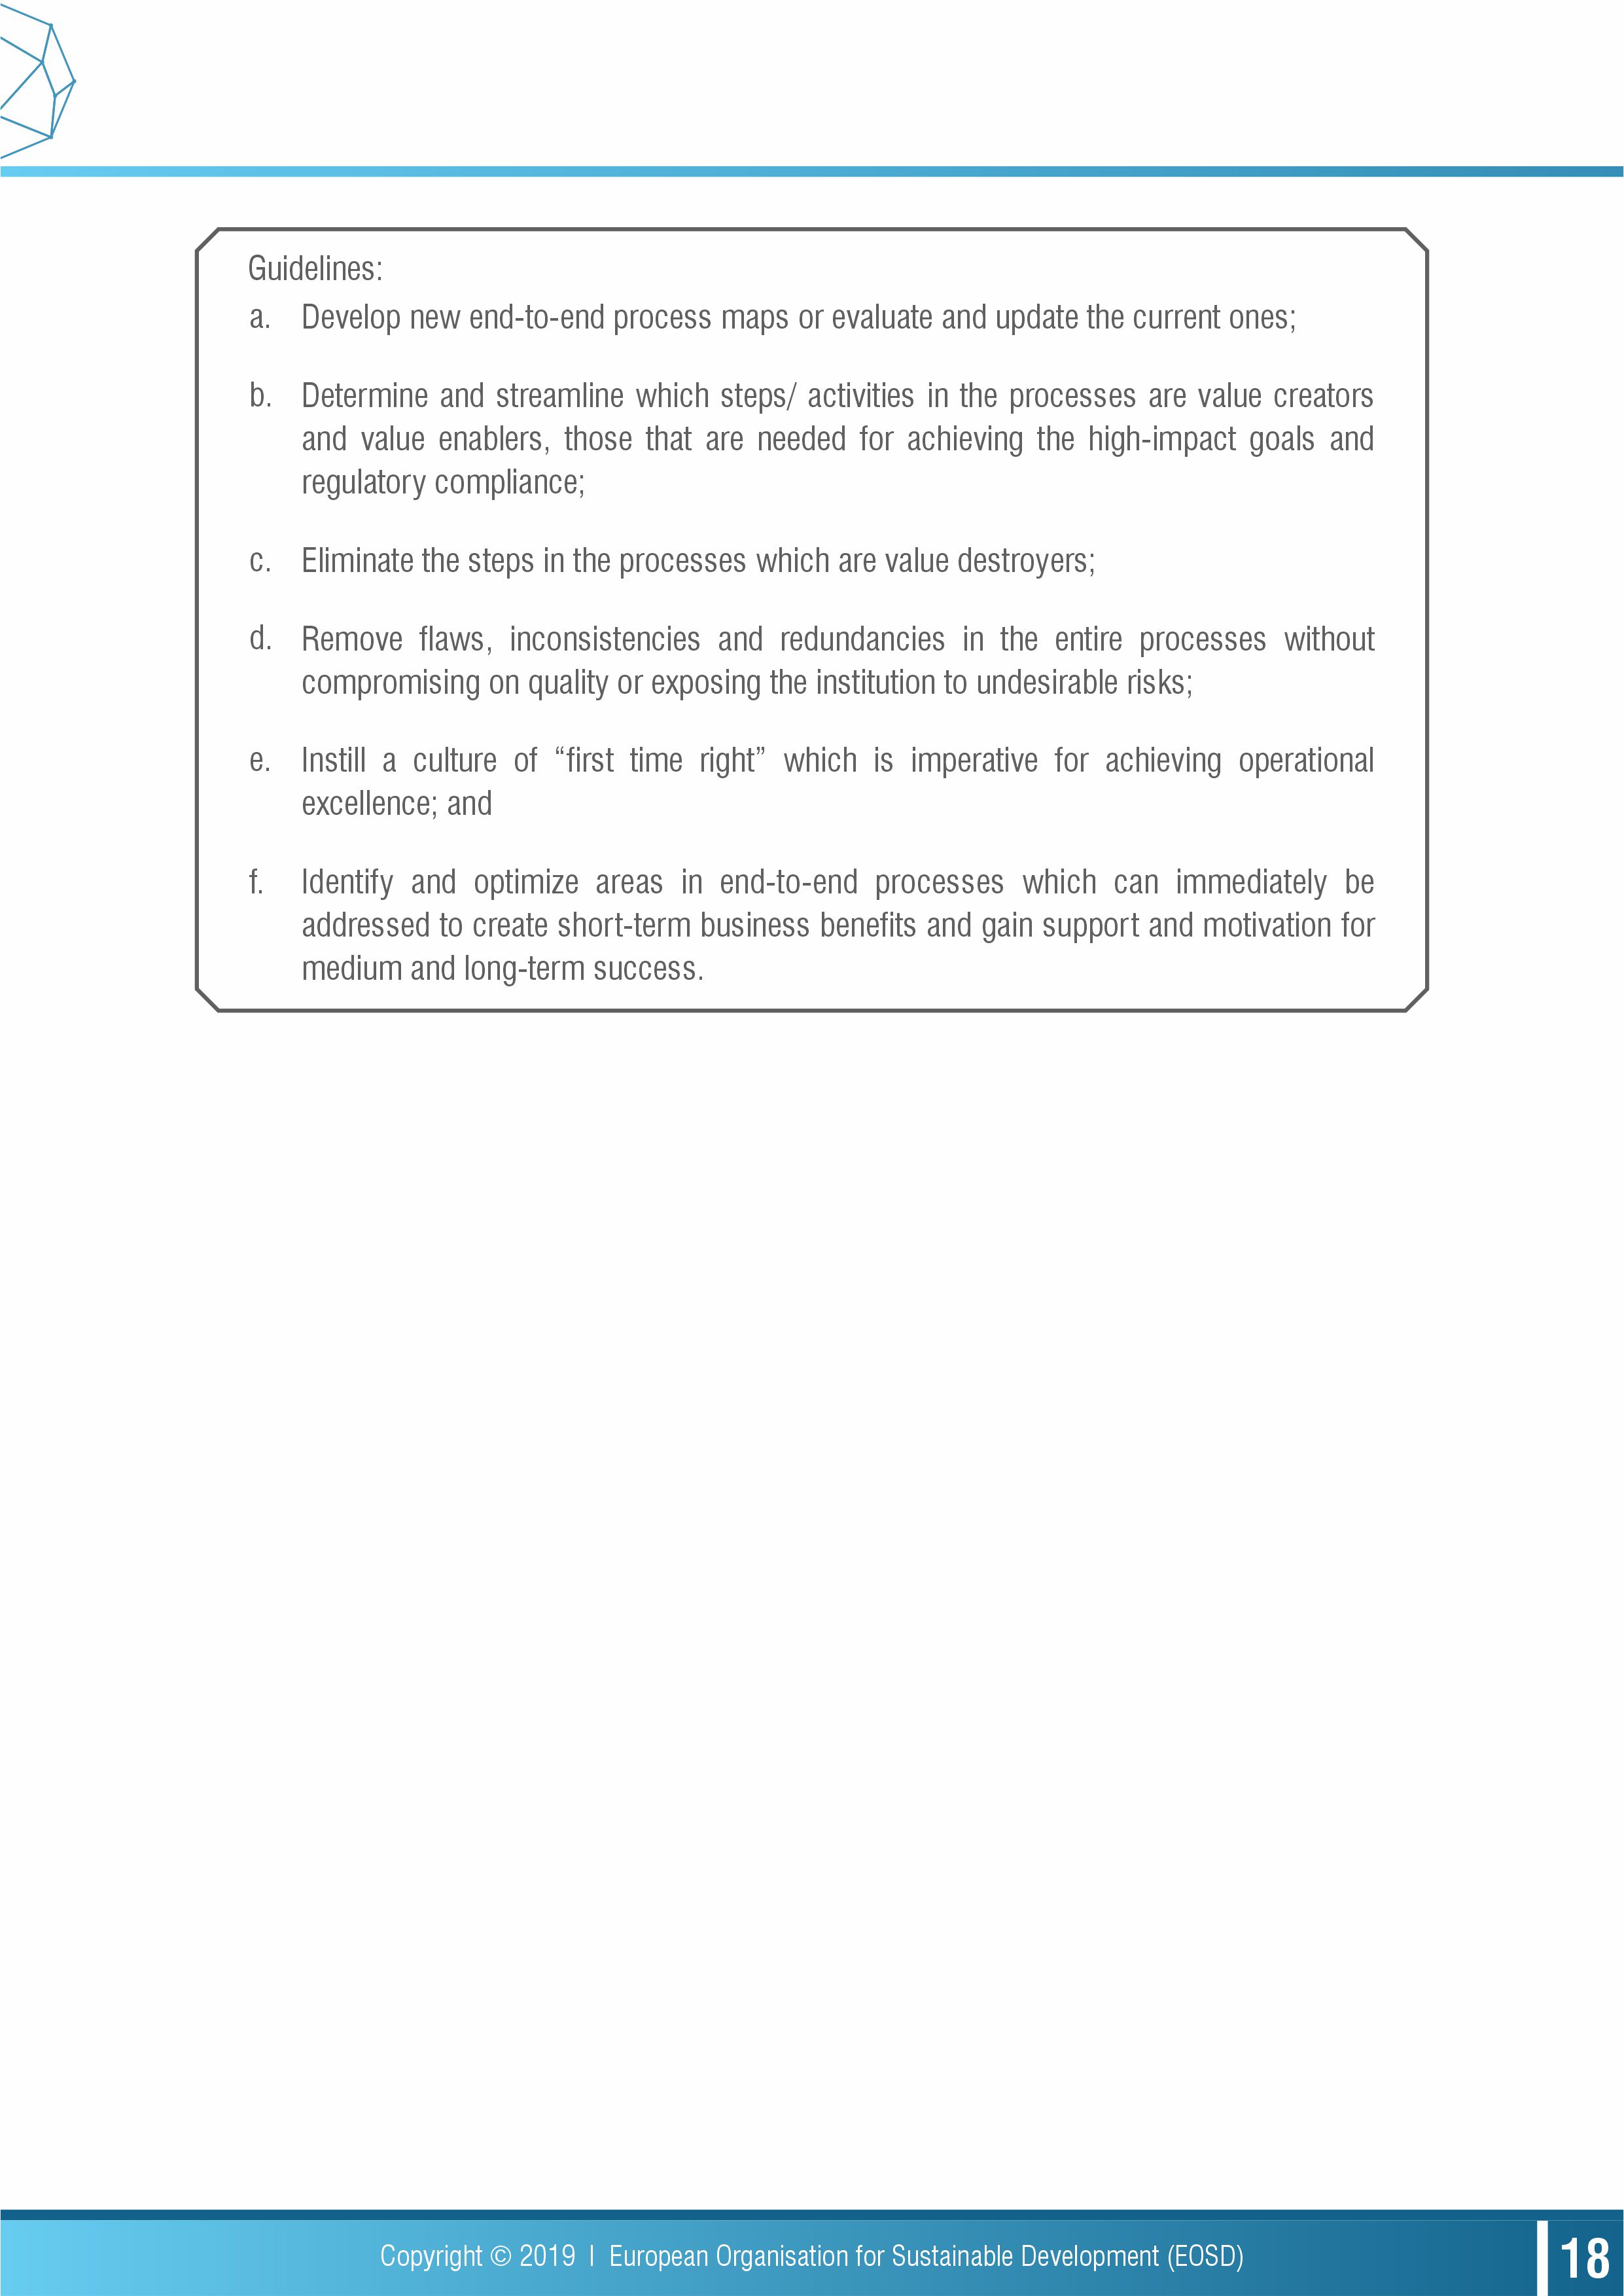 Guidelines:
a. Develop new end-to-end process maps or evaluate and update the current ones;
b. Determine and streamline which steps/ activities in the processes are value creators
and value enablers, those that are needed for achieving the high-impact goals and
regulatory compliance;
c. Eliminate the steps in the processes which are value destroyers;
d. Remove flaws, inconsistencies and redundancies in the entire processes without
compromising on quality or exposing the institution to undesirable risks;
e. Instill a culture of “first time right” which is imperative for achieving operational
excellence; and
f. Identify and optimize areas in end-to-end processes which can immediately be
addressed to create short-term business benefits and gain support and motivation for
medium and long-term success.
Copyright © 2019 | European Organisation for Sustainable Development (EOSD)
18